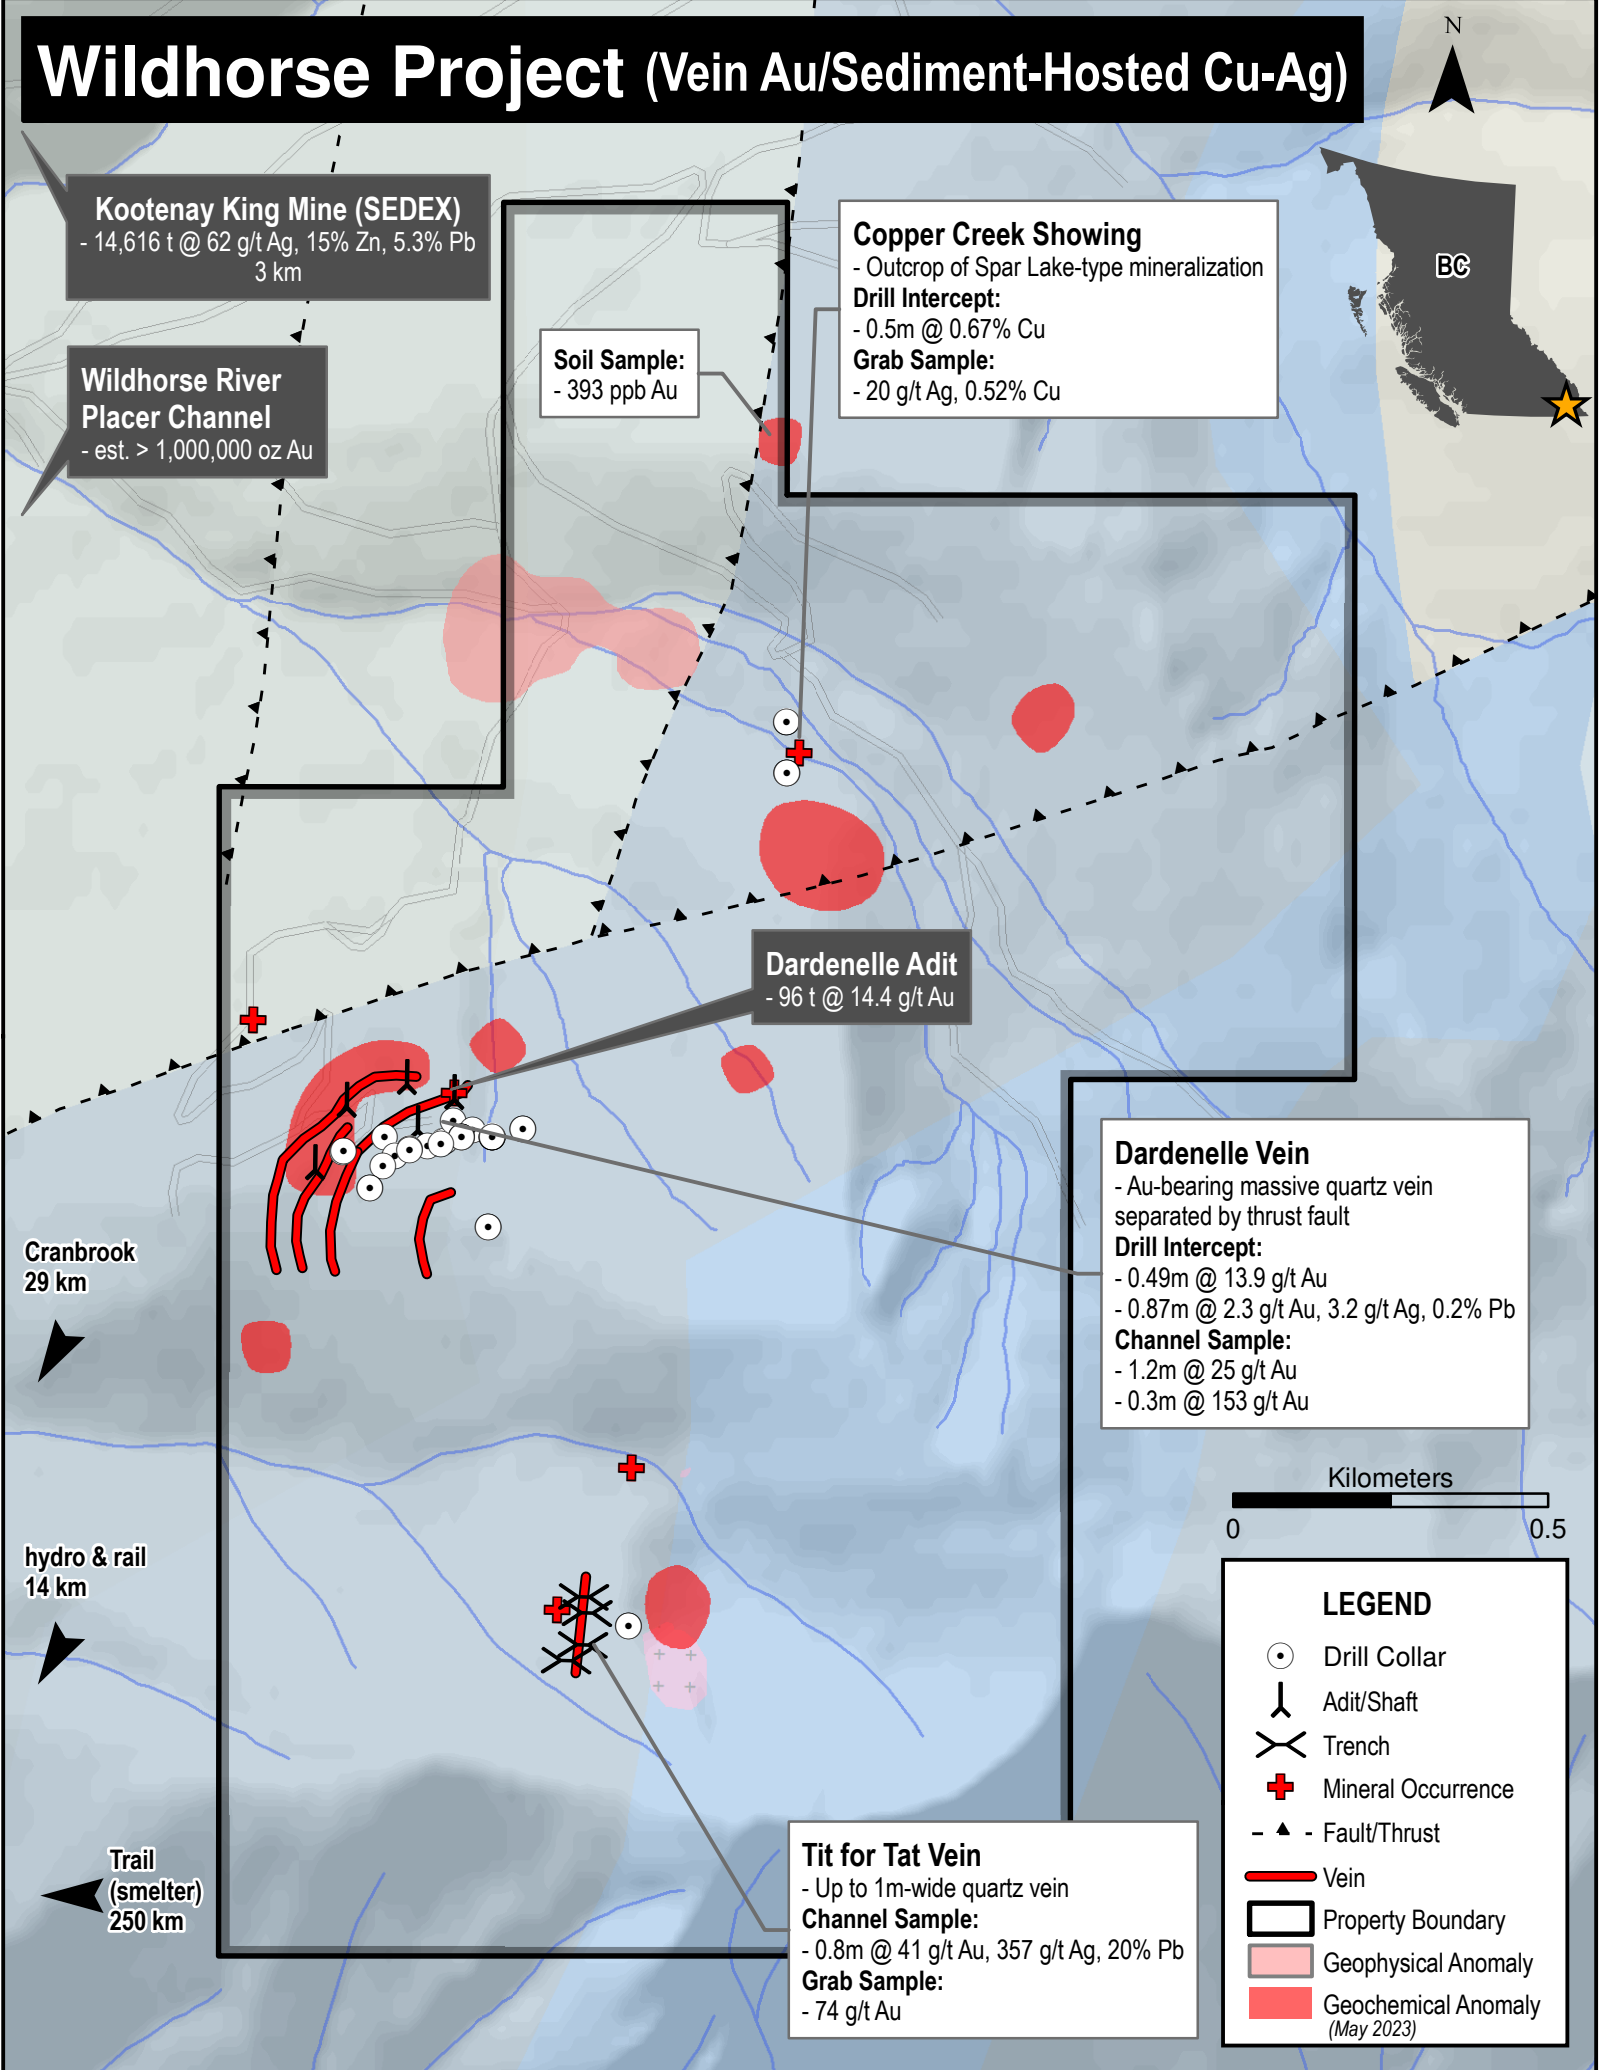 Wildhorse Project (Vein Au/Sediment-Hosted Cu-Ag)
N
BC
Kootenay King Mine (SEDEX)
- 14,616 t @ 62 g/t Ag, 15% Zn, 5.3% Pb
3 km
Wildhorse River
Placer Channel
- est. > 1,000,000 oz Au
Soil Sample:
- 393 ppb Au
Copper Creek Showing
- Outcrop of Spar Lake-type mineralization
Drill Intercept:
- 0.5m @ 0.67% Cu
Grab Sample:
- 20 g/t Ag, 0.52% Cu
Dardenelle Adit
- 96 t @ 14.4 g/t Au
Dardenelle Vein
- Au-bearing massive quartz vein
separated by thrust fault
Drill Intercept:
- 0.49m @ 13.9 g/t Au
- 0.87m @ 2.3 g/t Au, 3.2 g/t Ag, 0.2% Pb
Channel Sample:
- 1.2m @ 25 g/t Au
- 0.3m @ 153 g/t Au
Cranbrook
29 km
hydro & rail
14 km
Trail
(smelter)
250 km
Tit for Tat Vein
- Up to 1m-wide quartz vein
Channel Sample:
- 0.8m @ 41 g/t Au, 357 g/t Ag, 20% Pb
Grab Sample:
- 74 g/t Au
Kilometers
0 0.5
LEGEND
Drill Collar
Adit/Shaft
Trench
Mineral Occurrence
Fault/Thrust
Vein
Property Boundary
Geophysical Anomaly
Geochemical Anomaly
(May 2023)